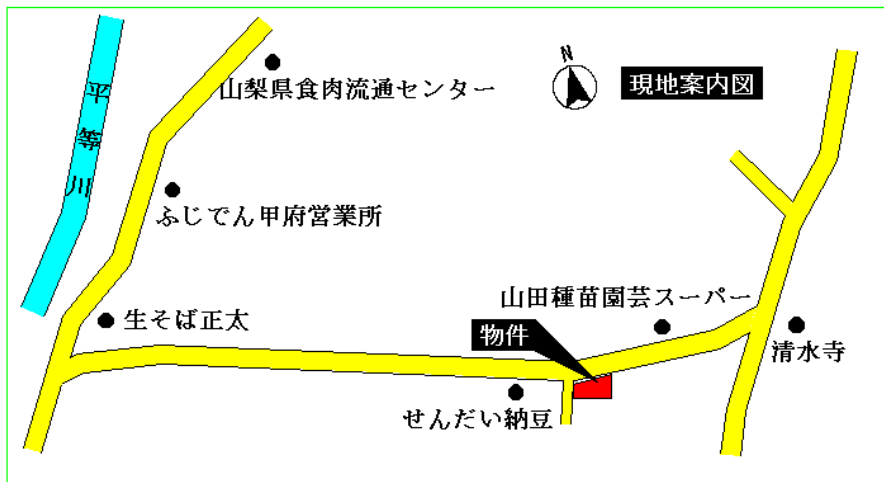 N
現地案内図
山梨県食肉流通センター
平等川
ふじでん甲府営業所
生そば正太
山田種苗園芸スーパー
物件
清水寺
せんだい納豆